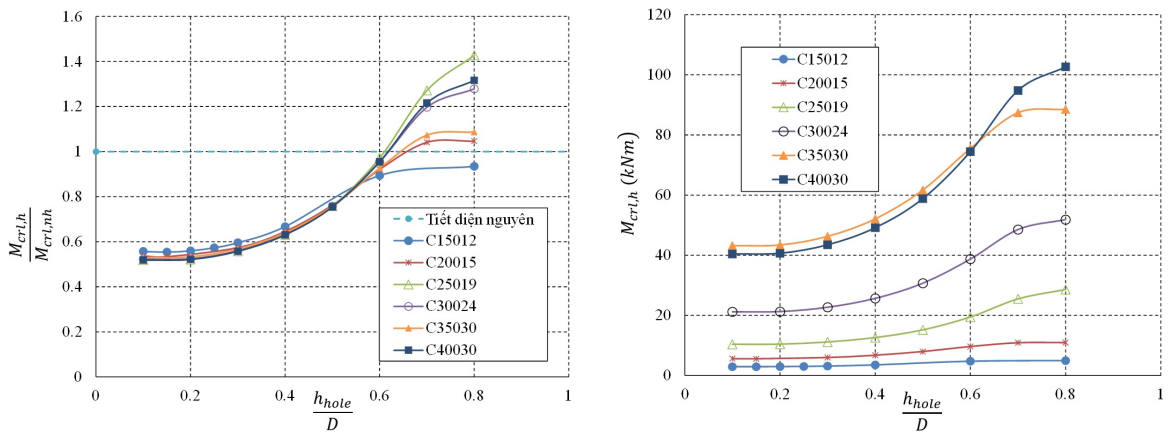 1.6
1.4
1.2
1
0.8
0.6
0.4
0.2
0
0 0.2 0.4 0.6 0.8 1
M_crl,h
M_crl,nh
h_hole
D
Tiết diện nguyên
C15012
C20015
C25019
C30024
C35030
C40030
120
100
80
60
40
20
0
0 0.2 0.4 0.6 0.8 1
M_crl,h (kNm)
h_hole
D
C15012
C20015
C25019
C30024
C35030
C40030